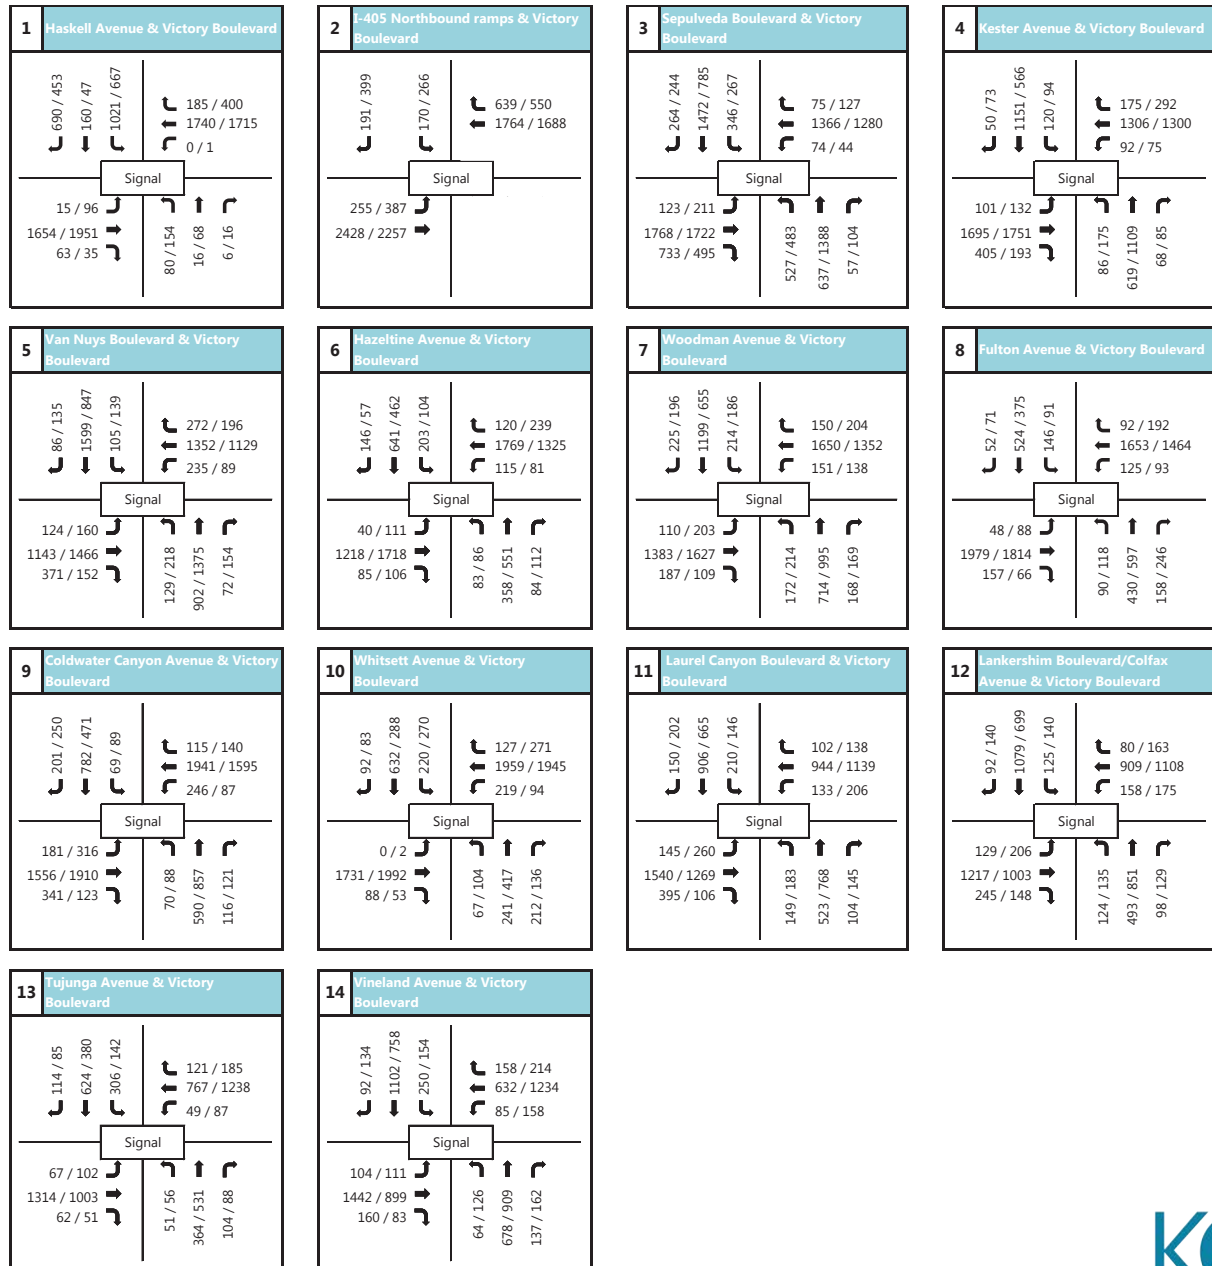 1 Haskell Avenue & Victory Boulevard
690 / 453
160 / 47
1021 / 667
185 / 400
1740 / 1715
0 / 1
Signal
15 / 96
1654 / 1951
63 / 35
80 / 154
16 / 68
6 / 16
2 I-405 Northbound ramps & Victory
Boulevard
191 / 399
170 / 266
639 / 550
1764 / 1688
Signal
255 / 387
2428 / 2257
3 Sepulveda Boulevard & Victory
Boulevard
264 / 244
1472 / 785
346 / 267
75 / 127
1366 / 1280
74 / 44
Signal
123 / 211
1768 / 1722
733 / 495
527 / 483
637 / 1388
57 / 104
4 Kester Avenue & Victory Boulevard
50 / 73
1151 / 566
120 / 94
175 / 292
1306 / 1300
92 / 75
Signal
101 / 132
1695 / 1751
405 / 193
86 / 175
619 / 1109
68 / 85
5 Van Nuys Boulevard & Victory
Boulevard
86 / 135
1599 / 847
105 / 139
272 / 196
1352 / 1129
235 / 89
Signal
124 / 160
1143 / 1466
371 / 152
129 / 218
902 / 1375
72 / 154
6 Hazeltine Avenue & Victory
Boulevard
146 / 57
641 / 462
203 / 104
120 / 239
1769 / 1325
115 / 81
Signal
40 / 111
1218 / 1718
85 / 106
83 / 86
358 / 551
84 / 112
7 Woodman Avenue & Victory
Boulevard
225 / 196
1199 / 655
214 / 186
150 / 204
1650 / 1352
151 / 138
Signal
110 / 203
1383 / 1627
187 / 109
172 / 214
714 / 995
168 / 169
8 Fulton Avenue & Victory Boulevard
52 / 71
524 / 375
146 / 91
92 / 192
1653 / 1464
125 / 93
Signal
48 / 88
1979 / 1814
157 / 66
90 / 118
430 / 597
158 / 246
9 Coldwater Canyon Avenue & Victory
Boulevard
201 / 250
782 / 471
69 / 89
115 / 140
1941 / 1595
246 / 87
Signal
181 / 316
1556 / 1910
341 / 123
70 / 88
590 / 857
116 / 121
10 Whitsett Avenue & Victory
Boulevard
92 / 83
632 / 288
220 / 270
127 / 271
1959 / 1945
219 / 94
Signal
0 / 2
1731 / 1992
88 / 53
67 / 104
241 / 417
212 / 136
11 Laurel Canyon Boulevard & Victory
Boulevard
150 / 202
906 / 665
210 / 146
102 / 138
944 / 1139
133 / 206
Signal
145 / 260
1540 / 1269
395 / 106
149 / 183
523 / 768
104 / 145
12 Lankershim Boulevard/Colfax
Avenue & Victory Boulevard
92 / 140
1079 / 699
125 / 140
80 / 163
909 / 1108
158 / 175
Signal
129 / 206
1217 / 1003
245 / 148
124 / 135
493 / 851
98 / 129
13 Tujunga Avenue & Victory
Boulevard
114 / 85
624 / 380
306 / 142
121 / 185
767 / 1238
49 / 87
Signal
67 / 102
1314 / 1003
62 / 51
51 / 56
364 / 531
104 / 88
14 Vineland Avenue & Victory
Boulevard
92 / 134
1102 / 758
250 / 154
158 / 214
632 / 1234
85 / 158
Signal
104 / 111
1442 / 899
160 / 83
64 / 126
678 / 909
137 / 162